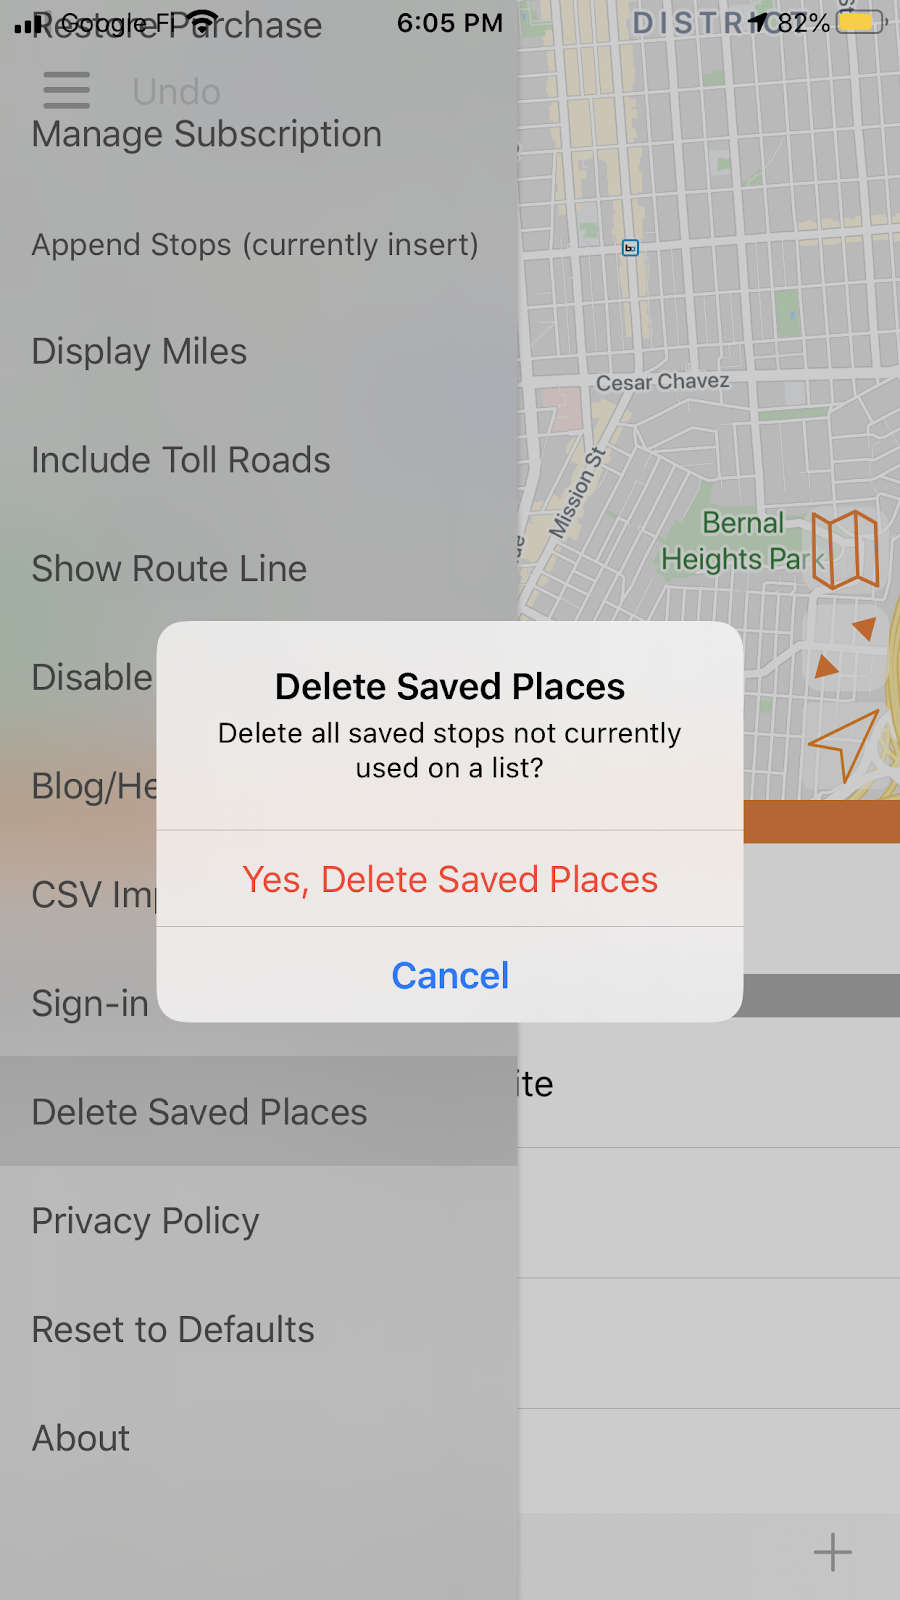 Restore Purchase
Google Fi
6:05 PM
DISTRICT
82%
Undo
Manage Subscription
Append Stops (currently insert)
Display Miles
Include Toll Roads
Show Route Line
Disable
Blog/He
CSV Im
Sign-in
Delete Saved Places
Privacy Policy
Reset to Defaults
About
St
Cesar Chavez
Mission St
Bernal
Heights Park
Delete Saved Places
Delete all saved stops not currently
used on a list?
Yes, Delete Saved Places
Cancel
ite